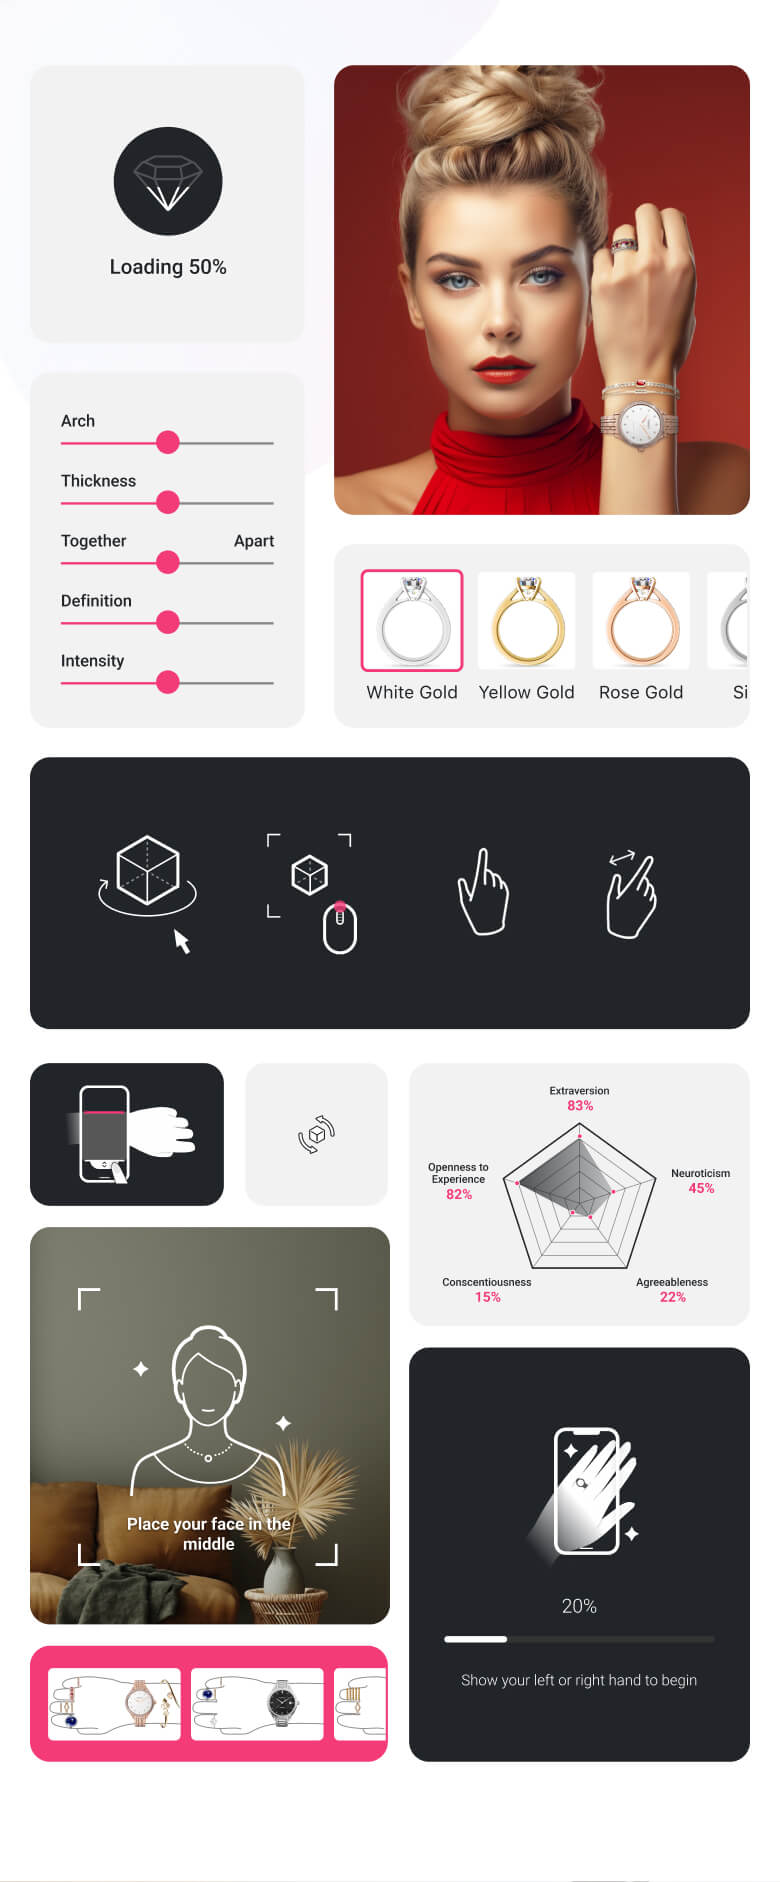 Loading 50%
Arch
Thickness
Together Apart
Definition
Intensity
White Gold
Yellow Gold
Rose Gold
Si
Extraversion
83%
Openness to
Experience
82%
Neuroticism
45%
Conscentiousness
15%
Agreeableness
22%
Place your face in the
middle
20%
Show your left or right hand to begin